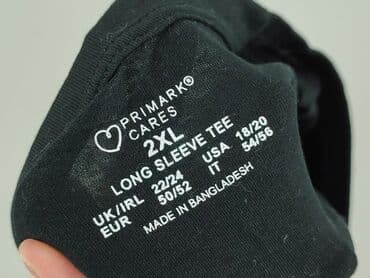 PRIMARK®
CARES
2XL
LONG SLEEVE TEE
UK/IRL 22/24 USA 18/20
EUR 50/52 IT 54/56
MADE IN BANGLADESH